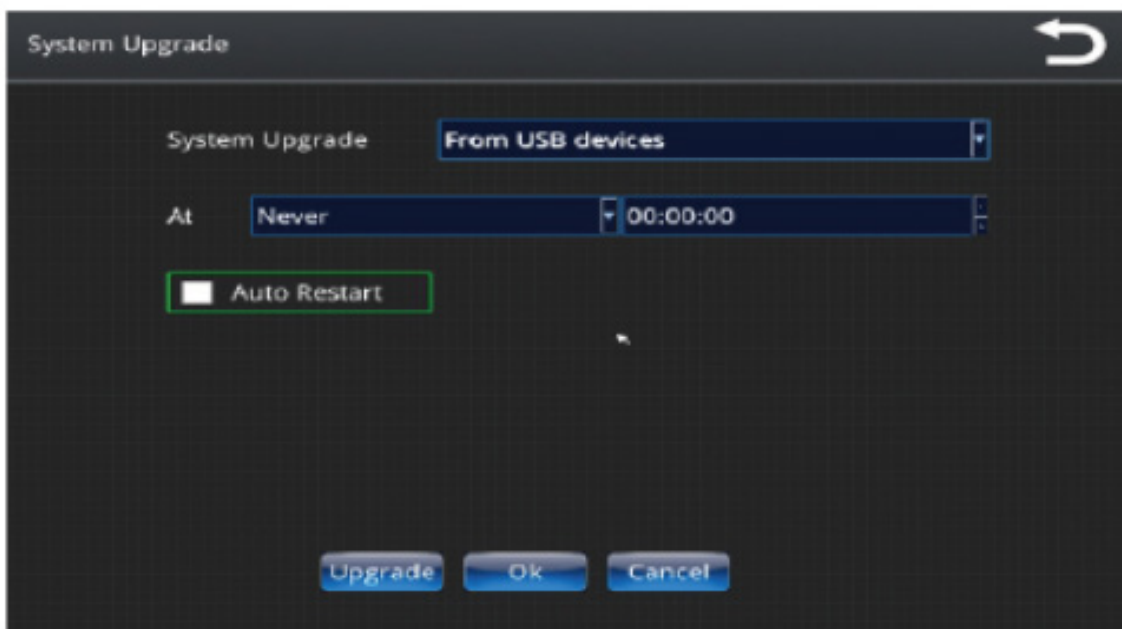 System Upgrade
System Upgrade From USB devices
At Never 00:00:00
Auto Restart
Upgrade Ok Cancel